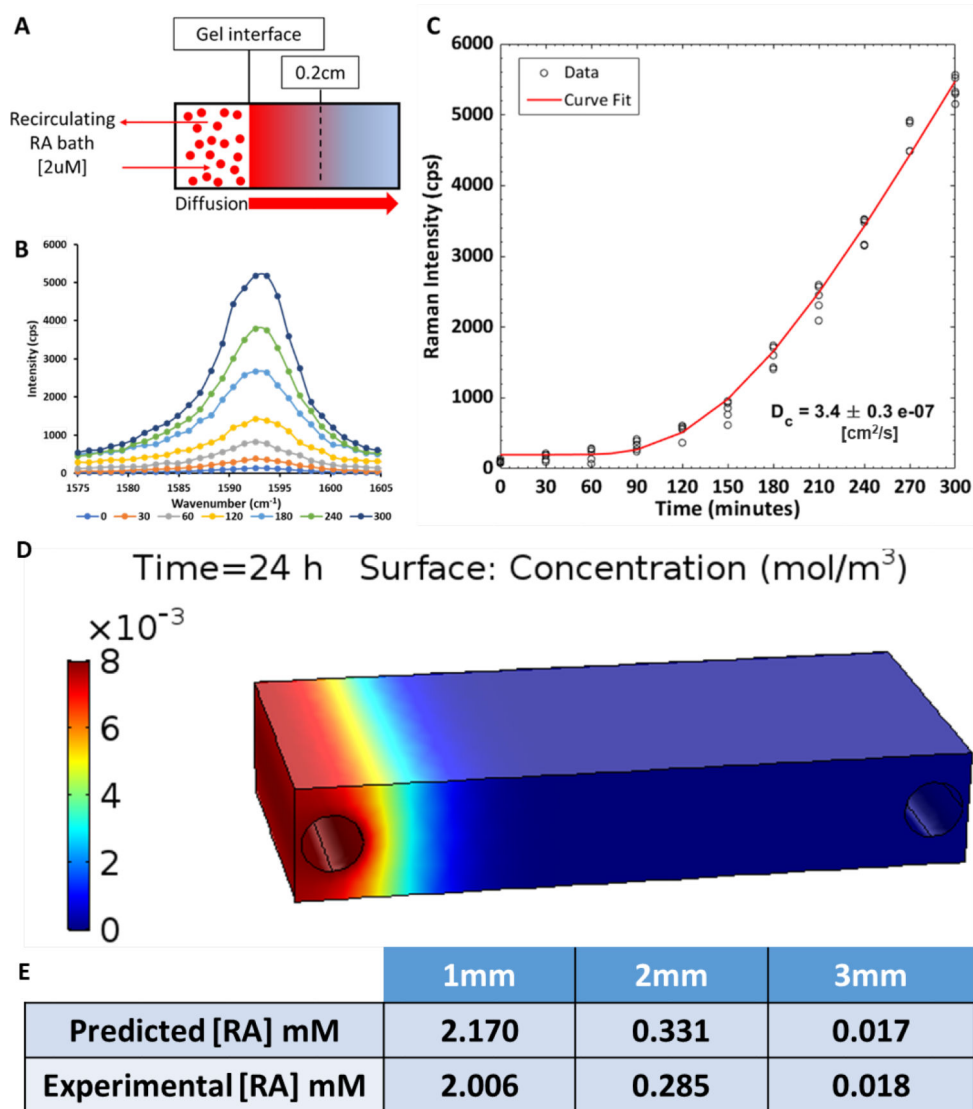 A
Gel interface
0.2cm
Recirculating
RA bath
[2uM]
Diffusion
B
6000
5000
4000
3000
2000
1000
0
Intensity (cps)
1575 1580 1585 1590 1595 1600 1605
Wavenumber (cm⁻¹)
0 30 60 120 180 240 300
C
6000
5000
4000
3000
2000
1000
0
Raman Intensity (cps)
Data
Curve Fit
D_c = 3.4 ± 0.3 e-07
[cm²/s]
0 30 60 90 120 150 180 210 240 270 300
Time (minutes)
D
Time=24 h Surface: Concentration (mol/m³)
×10⁻³
8
6
4
2
0
E
1mm 2mm 3mm
Predicted [RA] mM 2.170 0.331 0.017
Experimental [RA] mM 2.006 0.285 0.018